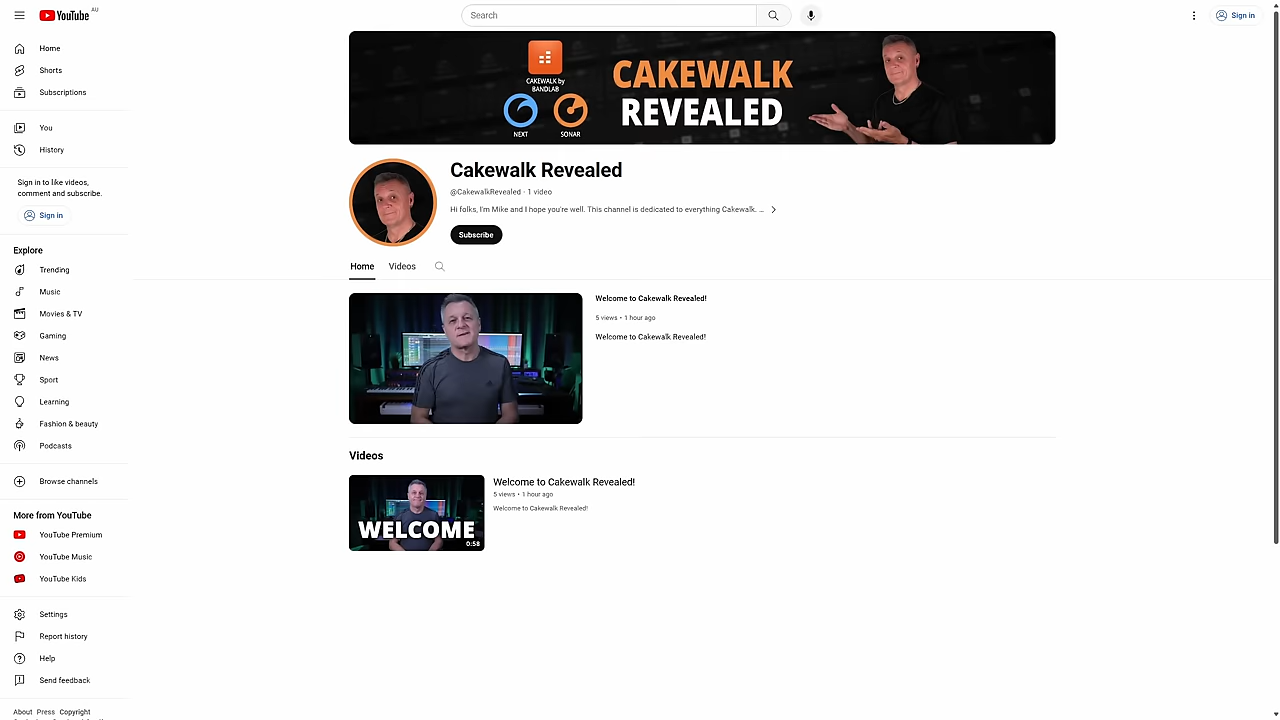 YouTube AU
Search
Sign in
Home
Shorts
Subscriptions
You
History
Sign in to like videos,
comment and subscribe.
Sign in
Explore
Trending
Music
Movies & TV
Gaming
News
Sport
Learning
Fashion & beauty
Podcasts
Browse channels
More from YouTube
YouTube Premium
YouTube Music
YouTube Kids
Settings
Report history
Help
Send feedback
About Press Copyright
CAKEWALK by
BANDLAB
NEXT
SONAR
CAKEWALK
REVEALED
Cakewalk Revealed
@CakewalkRevealed · 1 video
Hi folks, I'm Mike and I hope you're well. This channel is dedicated to everything Cakewalk. ...
Subscribe
Home Videos
Welcome to Cakewalk Revealed!
5 views • 1 hour ago
Welcome to Cakewalk Revealed!
Videos
WELCOME
0:58
Welcome to Cakewalk Revealed!
5 views • 1 hour ago
Welcome to Cakewalk Revealed!